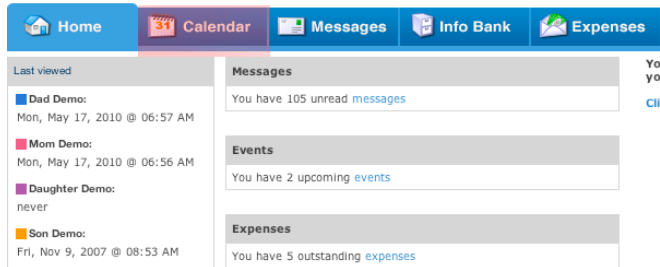 Home
31 Calendar
Messages
Info Bank
Expenses
Last viewed
Dad Demo:
Mon, May 17, 2010 @ 06:57 AM
Mom Demo:
Mon, May 17, 2010 @ 06:56 AM
Daughter Demo:
never
Son Demo:
Fri, Nov 9, 2007 @ 08:53 AM
Messages
You have 105 unread messages
Events
You have 2 upcoming events
Expenses
You have 5 outstanding expenses